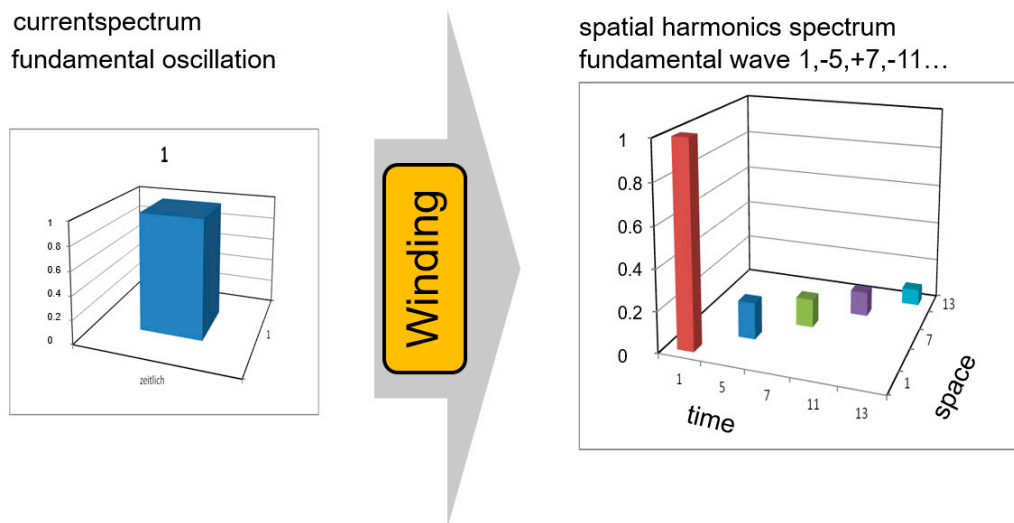 currentspectrum
fundamental oscillation
1
1
0.8
0.6
0.4
0.2
0
1
zeitlich
Winding
spatial harmonics spectrum
fundamental wave 1,-5,+7,-11…
1
0.8
0.6
0.4
0.2
0
1
5
7
11
13
time
1
7
13
space